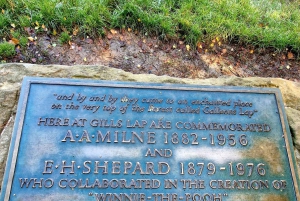 "and by and by they came to an enchanted place
on the very top of the Forest called Galleons Lap"
HERE AT GILLS LAP ARE COMMEMORATED
A.A.MILNE 1882-1956
AND
E.H.SHEPARD 1879-1976
WHO COLLABORATED IN THE CREATION OF
"WINNIE-THE-POOH"